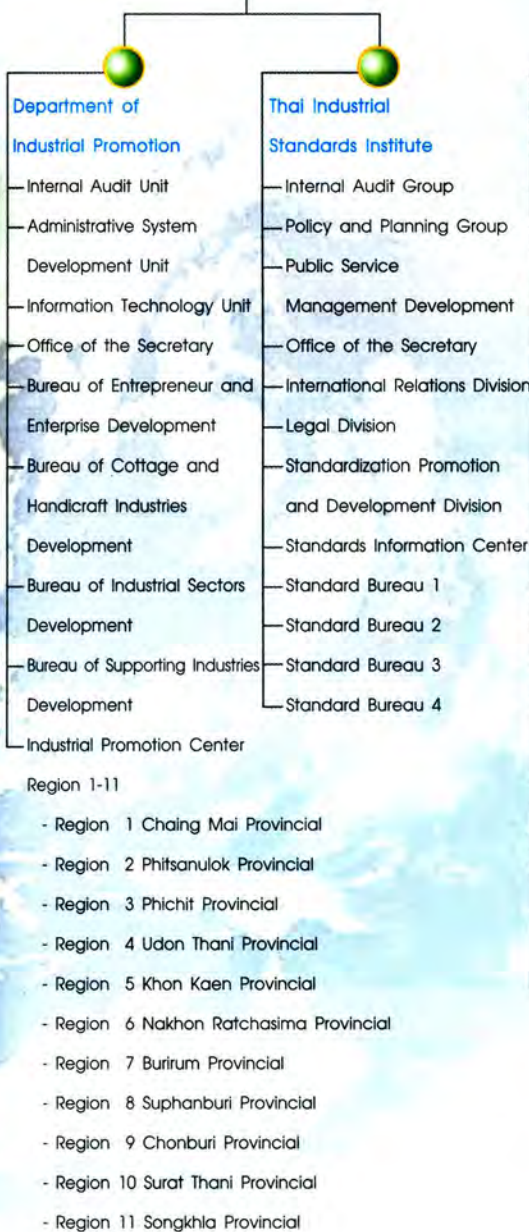 Department of
Industrial Promotion
Internal Audit Unit
Administrative System
Development Unit
Information Technology Unit
Office of the Secretary
Bureau of Entrepreneur and
Enterprise Development
Bureau of Cottage and
Handicraft Industries
Development
Bureau of Industrial Sectors
Development
Bureau of Supporting Industries
Development
Industrial Promotion Center
Region 1-11
- Region 1 Chaing Mai Provincial
- Region 2 Phitsanulok Provincial
- Region 3 Phichit Provincial
- Region 4 Udon Thani Provincial
- Region 5 Khon Kaen Provincial
- Region 6 Nakhon Ratchasima Provincial
- Region 7 Burirum Provincial
- Region 8 Suphanburi Provincial
- Region 9 Chonburi Provincial
- Region 10 Surat Thani Provincial
- Region 11 Songkhla Provincial
Thai Industrial
Standards Institute
Internal Audit Group
Policy and Planning Group
Public Service
Management Development
Office of the Secretary
International Relations Division
Legal Division
Standardization Promotion
and Development Division
Standards Information Center
Standard Bureau 1
Standard Bureau 2
Standard Bureau 3
Standard Bureau 4